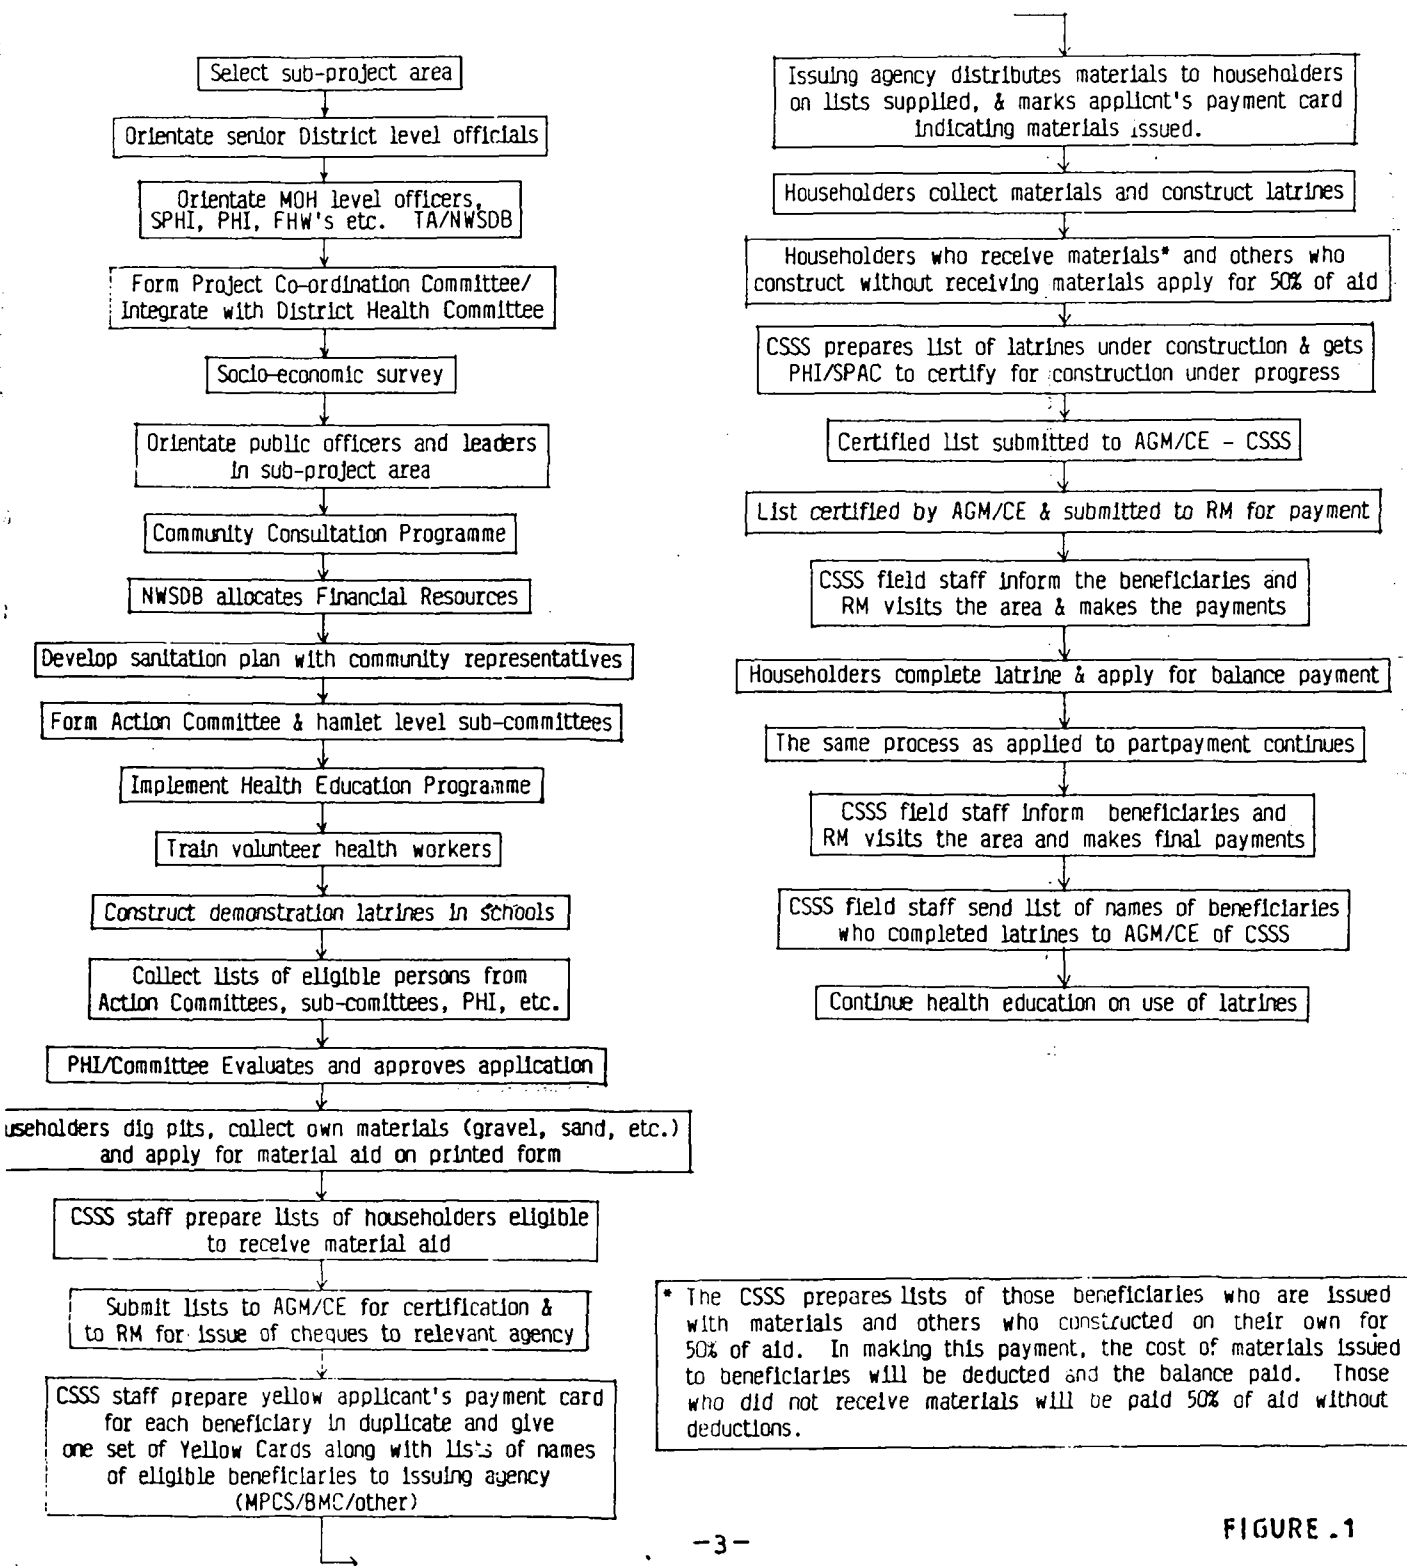 Select sub-project area
Orientate senior District level officials
Orientate MOH level officers,
SPHI, PHI, FHW's etc. TA/NWSDB
Form Project Co-ordination Committee/
Integrate with District Health Committee
Socio-economic survey
Orientate public officers and leaders
in sub-project area
Community Consultation Programme
NWSDB allocates Financial Resources
Develop sanitation plan with community representatives
Form Action Committee & hamlet level sub-committees
Implement Health Education Programme
Train volunteer health workers
Construct demonstration latrines in schools
Collect lists of eligible persons from
Action Committees, sub-comittees, PHI, etc.
PHI/Committee Evaluates and approves application
useholders dig pits, collect own materials (gravel, sand, etc.)
and apply for material aid on printed form
CSSS staff prepare lists of householders eligible
to receive material aid
Submit lists to AGM/CE for certification &
to RM for issue of cheques to relevant agency
CSSS staff prepare yellow applicant's payment card
for each beneficiary in duplicate and give
one set of Yellow Cards along with lists of names
of eligible beneficiaries to issuing agency
(MPCS/BMC/other)
Issuing agency distributes materials to householders
on lists supplied, & marks applicnt's payment card
indicating materials issued.
Householders collect materials and construct latrines
Householders who receive materials* and others who
construct without receiving materials apply for 50% of aid
CSSS prepares list of latrines under construction & gets
PHI/SPAC to certify for construction under progress
Certified list submitted to AGM/CE - CSSS
List certified by AGM/CE & submitted to RM for payment
CSSS field staff inform the beneficiaries and
RM visits the area & makes the payments
Householders complete latrine & apply for balance payment
The same process as applied to partpayment continues
CSSS field staff inform beneficiaries and
RM visits the area and makes final payments
CSSS field staff send list of names of beneficiaries
who completed latrines to AGM/CE of CSSS
Continue health education on use of latrines
* The CSSS prepares lists of those beneficiaries who are issued
with materials and others who constructed on their own for
50% of aid. In making this payment, the cost of materials issued
to beneficiaries will be deducted and the balance paid. Those
who did not receive materials will be paid 50% of aid without
deductions.
-3-
FIGURE .1